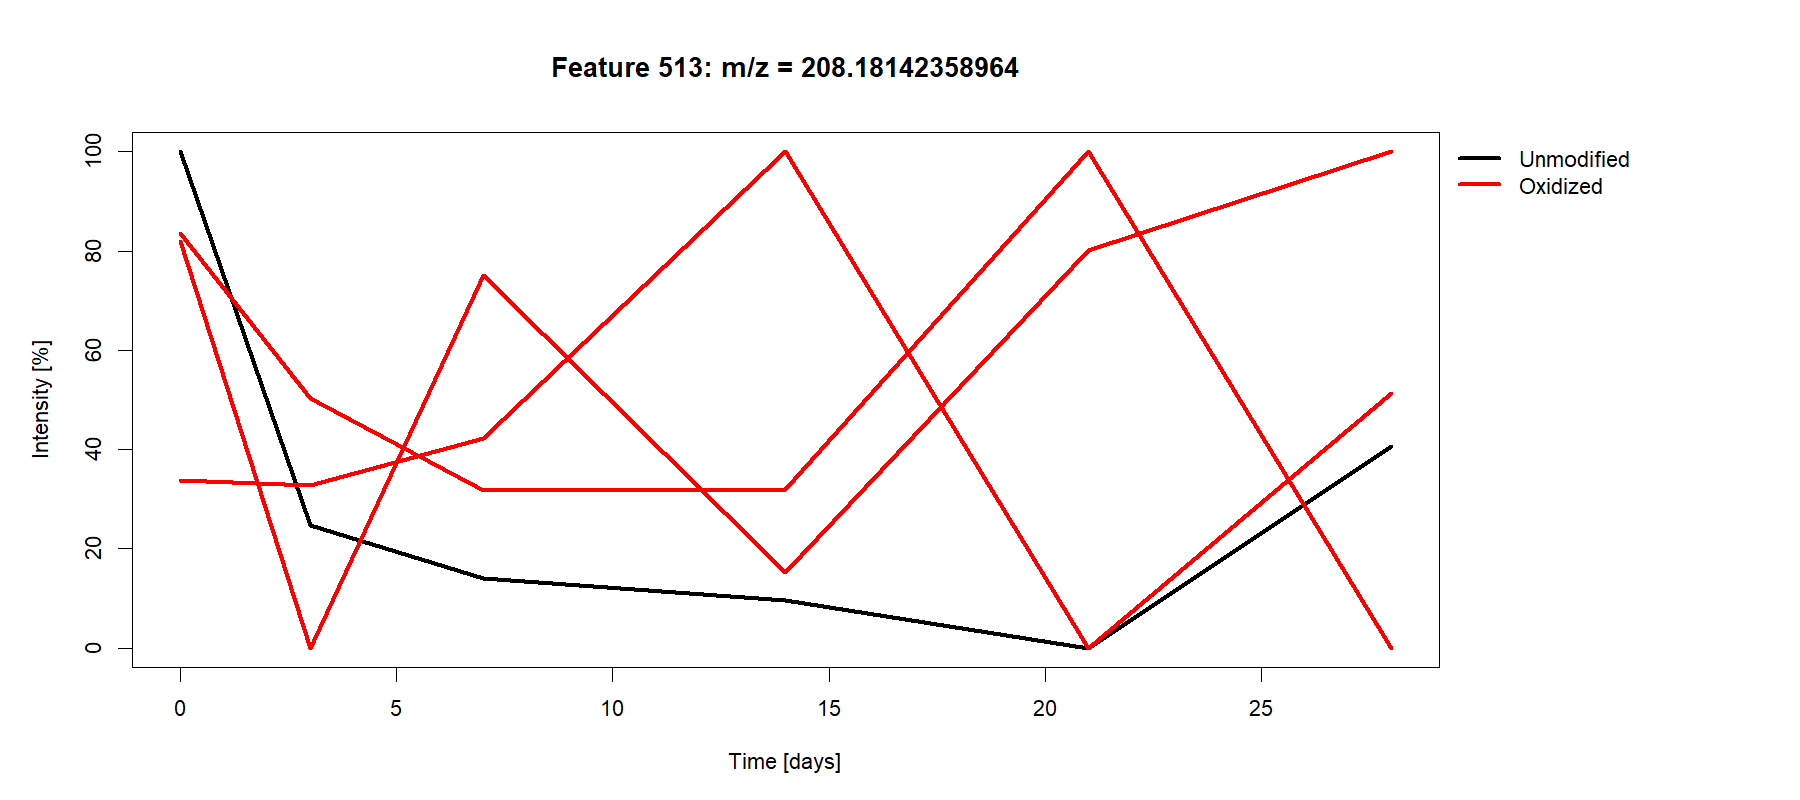 Feature 513: m/z = 208.18142358964
Unmodified
Oxidized
Intensity [%]
100
80
60
40
20
0
0 5 10 15 20 25
Time [days]